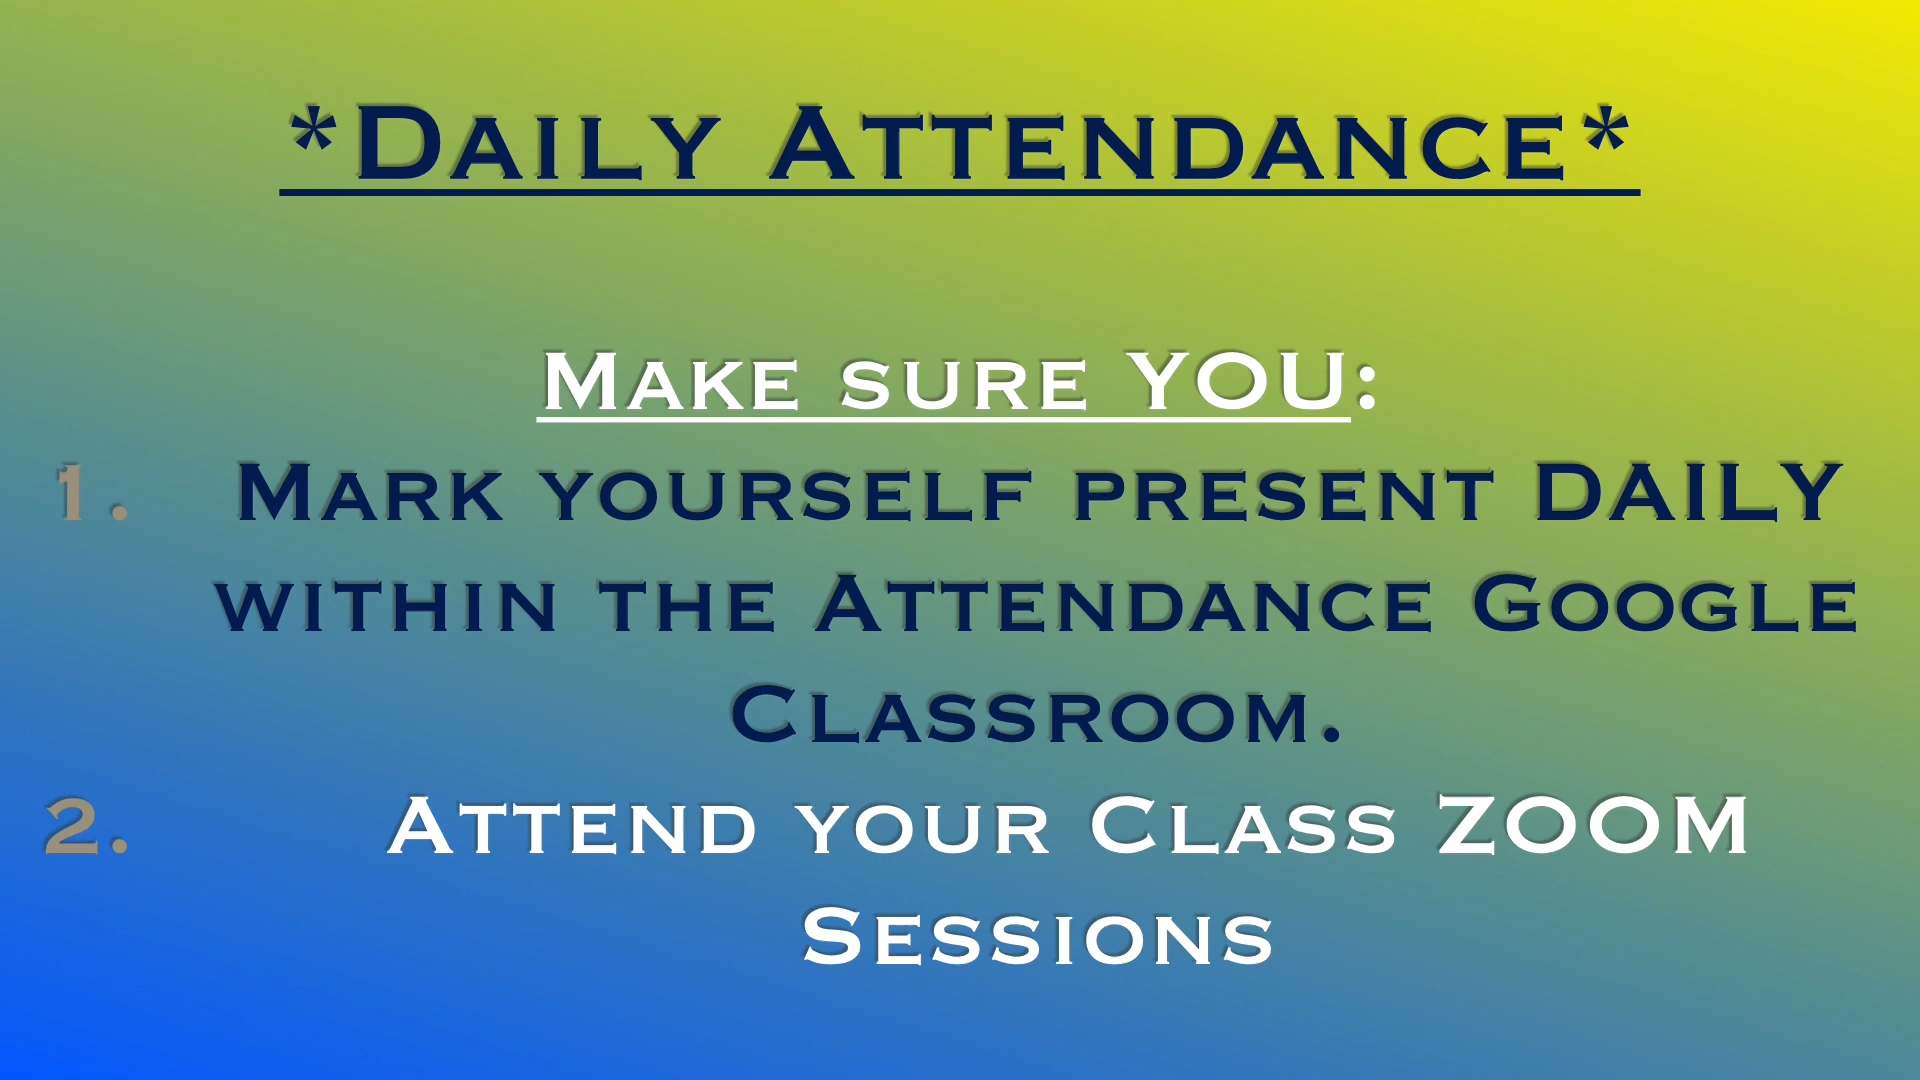 *Daily Attendance*
Make sure YOU:
1. Mark yourself present DAILY
within the Attendance Google
Classroom.
2. Attend your Class ZOOM
Sessions